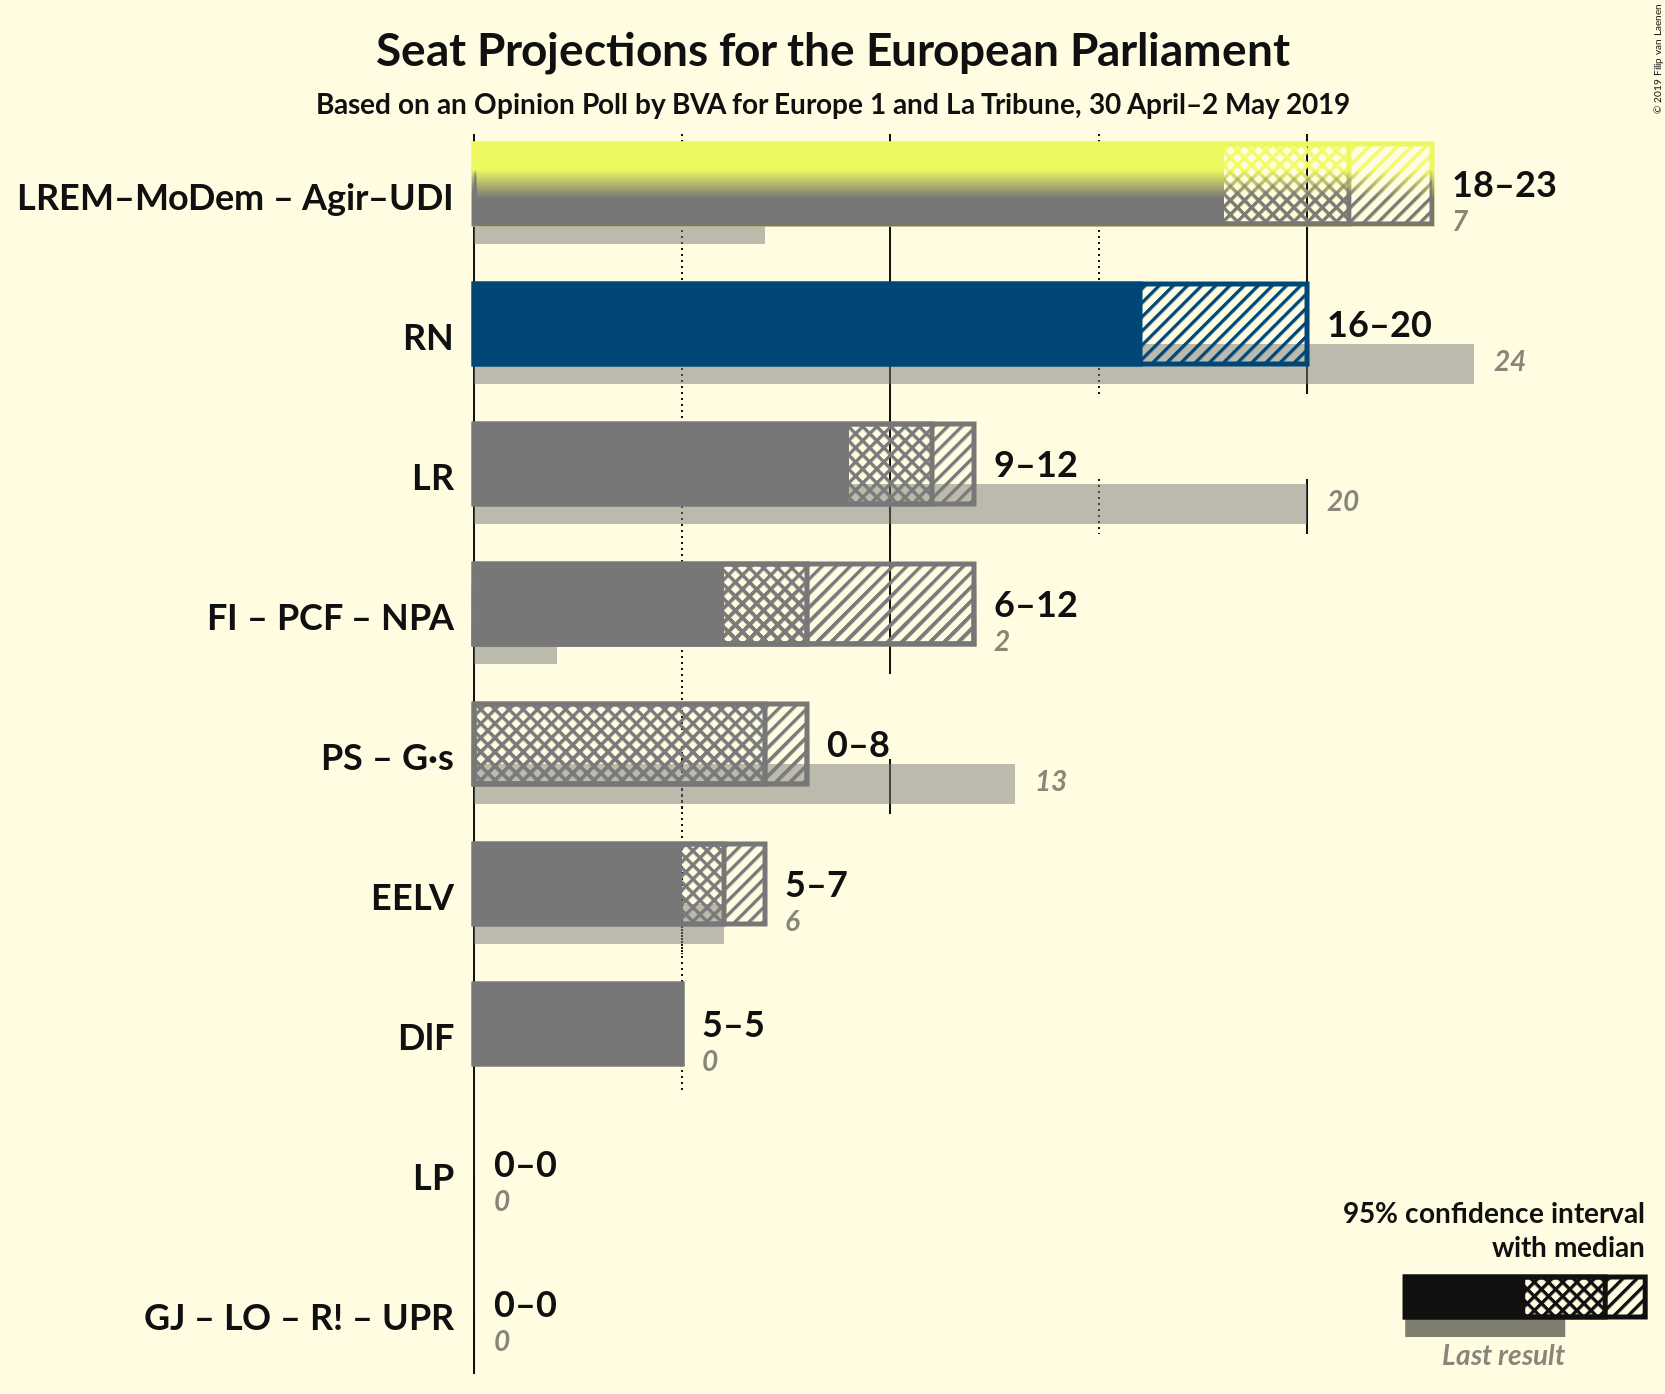 Seat Projections for the European Parliament
Based on an Opinion Poll by BVA for Europe 1 and La Tribune, 30 April–2 May 2019
© 2019 Filip van Laenen
LREM–MoDem – Agir–UDI
18–23
7
RN
16–20
24
LR
9–12
20
FI – PCF – NPA
6–12
2
PS – G·s
0–8
13
EELV
5–7
6
DlF
5–5
0
LP
0–0
0
GJ – LO – R! – UPR
0–0
0
95% confidence interval
with median
Last result